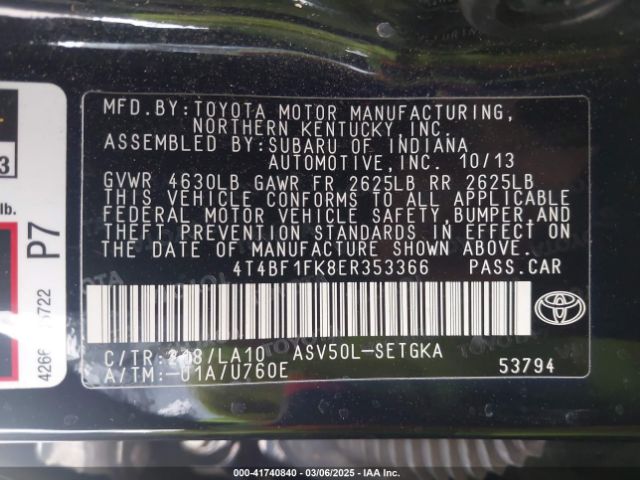 MFD.BY:TOYOTA MOTOR MANUFACTURING,
NORTHERN KENTUCKY,INC.
ASSEMBLED BY:SUBARU OF INDIANA
AUTOMOTIVE,INC. 10/13
GVWR 4630LB GAWR FR 2625LB RR 2625LB
THIS VEHICLE CONFORMS TO ALL APPLICABLE
FEDERAL MOTOR VEHICLE SAFETY,BUMPER,AND
THEFT PREVENTION STANDARDS IN EFFECT ON
THE DATE OF MANUFACTURE SHOWN ABOVE.
4T4BF1FK8ER353366 PASS.CAR
C/TR: /LA10 ASV50L-SETGKA
A/TM:-01A/U760E 53794
3
lb.
P7
000-41740840 - 03/06/2025 - IAA Inc.